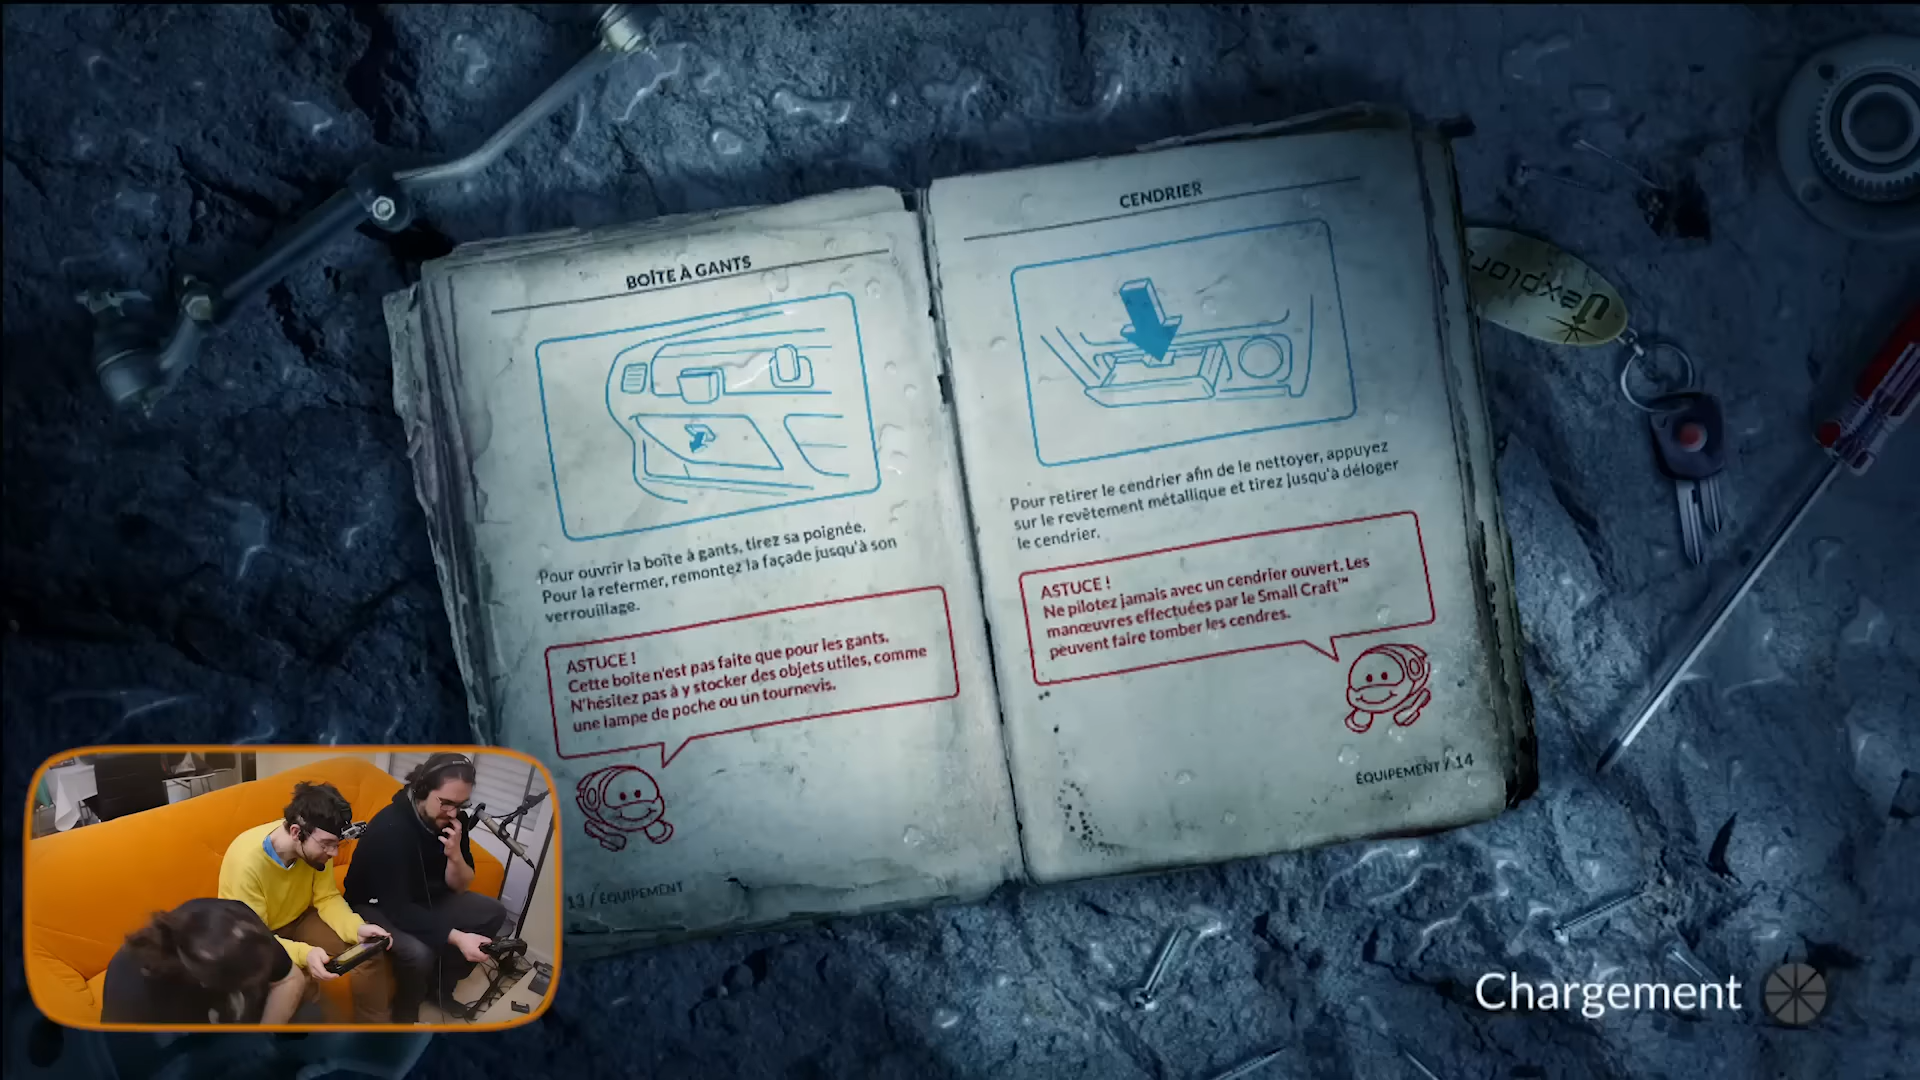 BOÎTE À GANTS
Pour ouvrir la boîte à gants, tirez sa poignée.
Pour la refermer, remontez la façade jusqu'à son
verrouillage.
ASTUCE !
Cette boîte n'est pas faite que pour les gants.
N'hésitez pas à y stocker des objets utiles, comme
une lampe de poche ou un tournevis.
13 / ÉQUIPEMENT
CENDRIER
Pour retirer le cendrier afin de le nettoyer, appuyez
sur le revêtement métallique et tirez jusqu'à déloger
le cendrier.
ASTUCE !
Ne pilotez jamais avec un cendrier ouvert. Les
manœuvres effectuées par le Small Craft™
peuvent faire tomber les cendres.
ÉQUIPEMENT / 14
Chargement